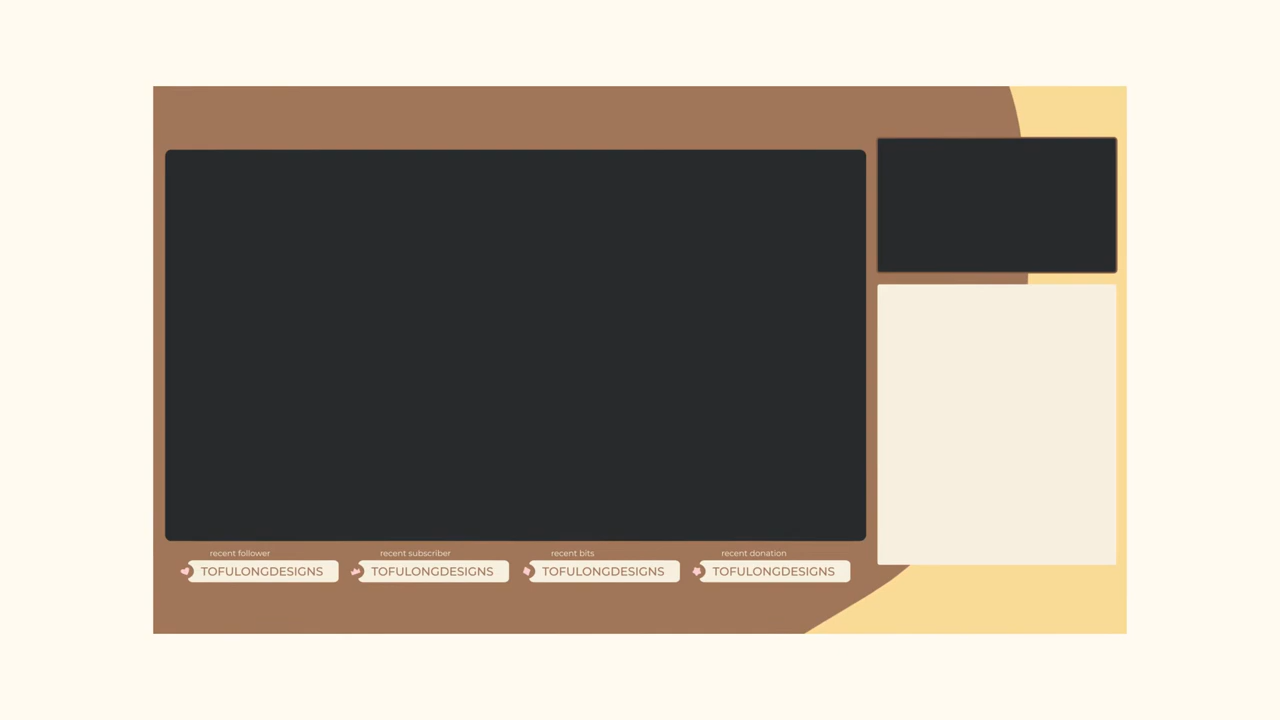 recent follower
TOFULONGDESIGNS
recent subscriber
TOFULONGDESIGNS
recent bits
TOFULONGDESIGNS
recent donation
TOFULONGDESIGNS